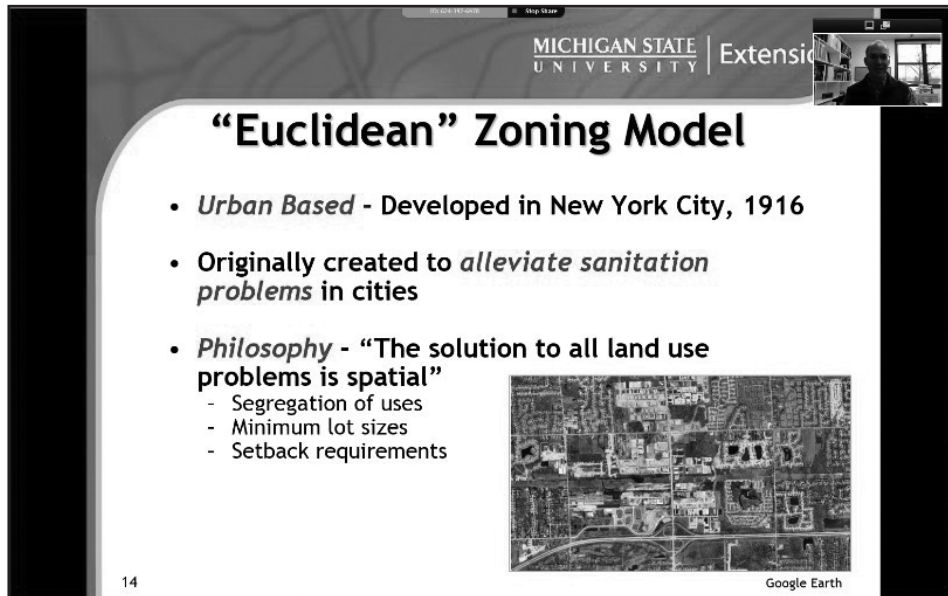 Stop Share
MICHIGAN STATE
UNIVERSITY
Extensi
“Euclidean” Zoning Model
• Urban Based - Developed in New York City, 1916
• Originally created to alleviate sanitation
problems in cities
• Philosophy - “The solution to all land use
problems is spatial”
- Segregation of uses
- Minimum lot sizes
- Setback requirements
14
Google Earth